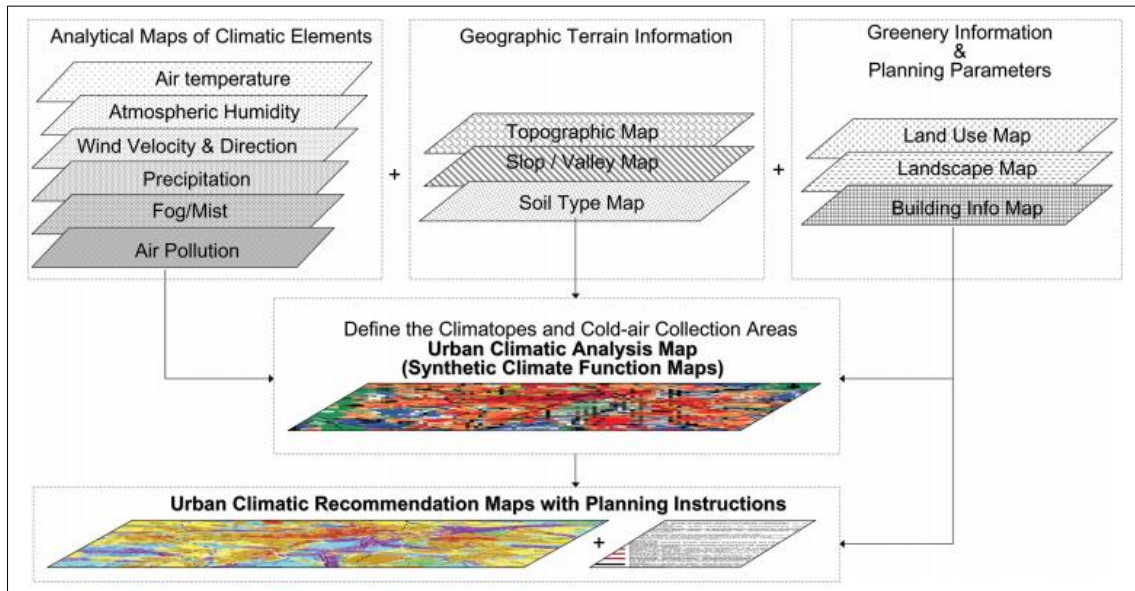 Analytical Maps of Climatic Elements
Air temperature
Atmospheric Humidity
Wind Velocity & Direction
Precipitation
Fog/Mist
Air Pollution
+
Geographic Terrain Information
Topographic Map
Slop / Valley Map
Soil Type Map
+
Greenery Information
&
Planning Parameters
Land Use Map
Landscape Map
Building Info Map
Define the Climatopes and Cold-air Collection Areas
Urban Climatic Analysis Map
(Synthetic Climate Function Maps)
Urban Climatic Recommendation Maps with Planning Instructions
+